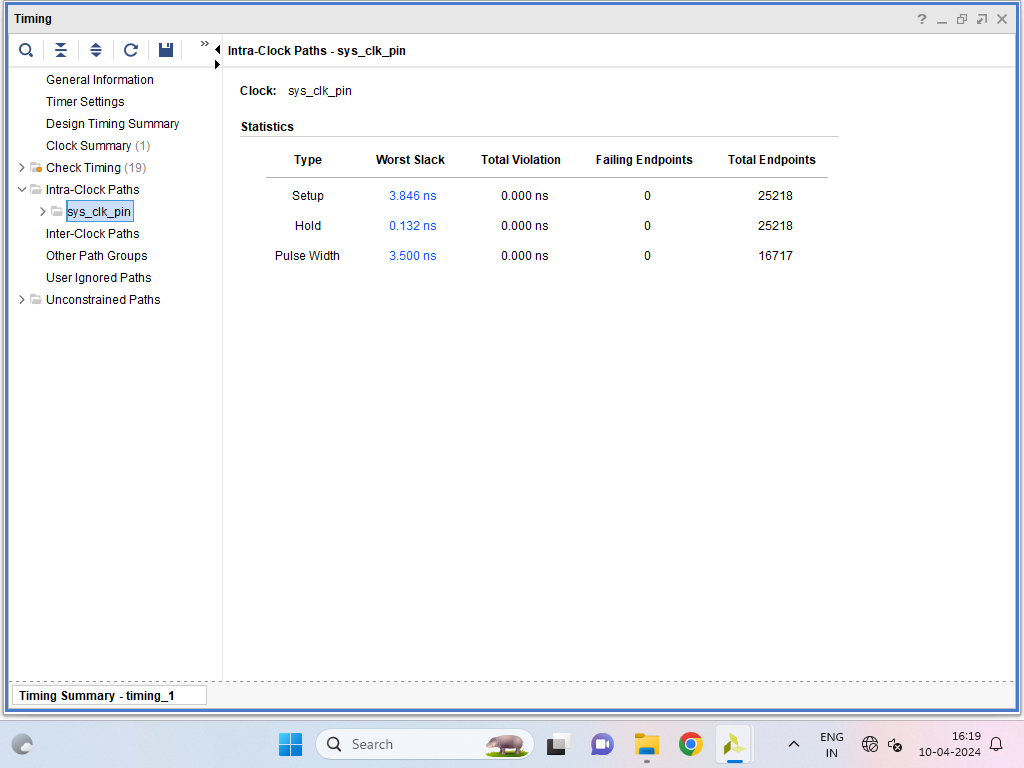 Timing
?
»
Intra-Clock Paths - sys_clk_pin
General Information
Timer Settings
Design Timing Summary
Clock Summary (1)
Check Timing (19)
Intra-Clock Paths
sys_clk_pin
Inter-Clock Paths
Other Path Groups
User Ignored Paths
Unconstrained Paths
Clock: sys_clk_pin
Statistics
Type Worst Slack Total Violation Failing Endpoints Total Endpoints
Setup 3.846 ns 0.000 ns 0 25218
Hold 0.132 ns 0.000 ns 0 25218
Pulse Width 3.500 ns 0.000 ns 0 16717
Timing Summary - timing_1
Search
ENG
IN
16:19
10-04-2024